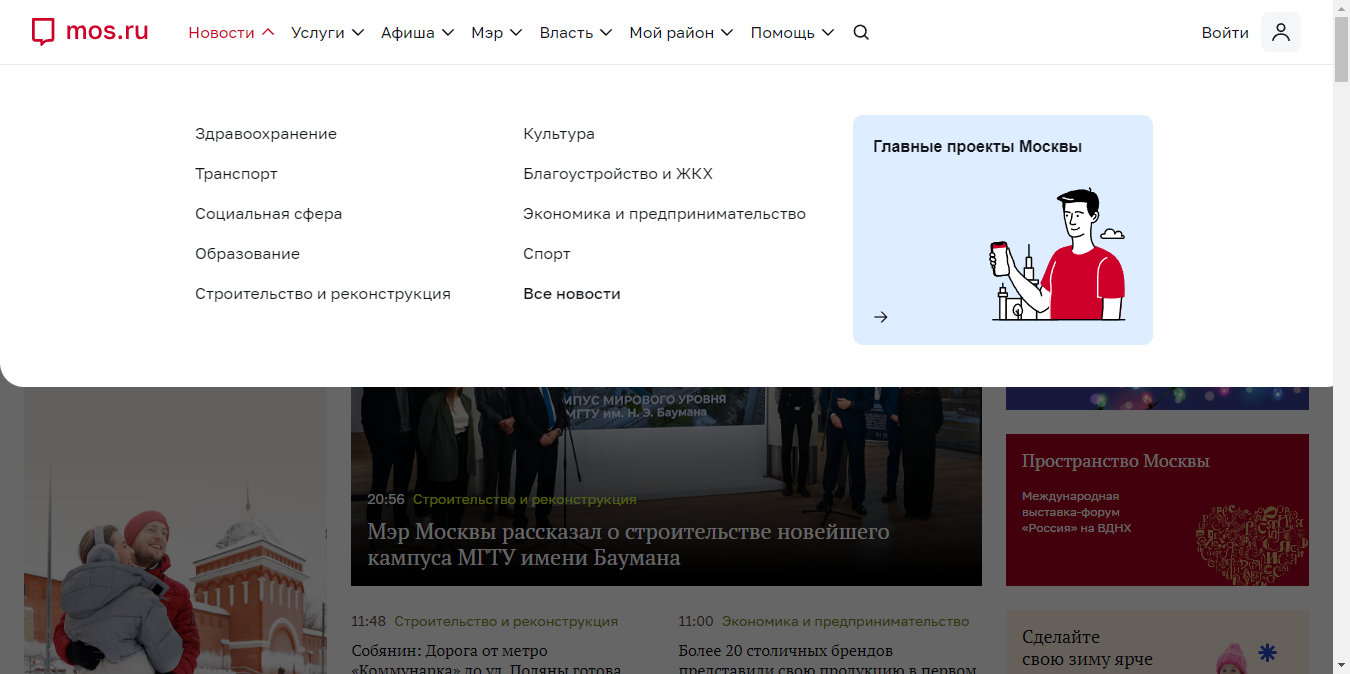 mos.ru
Новости
Услуги
Афиша
Мэр
Власть
Мой район
Помощь
Войти
Здравоохранение
Транспорт
Социальная сфера
Образование
Строительство и реконструкция
Культура
Благоустройство и ЖКХ
Экономика и предпринимательство
Спорт
Все новости
Главные проекты Москвы
МПУС МИРОВОГО УРОВНЯ
МГТУ им. Н. Э. Баумана
20:56 Строительство и реконструкция
Мэр Москвы рассказал о строительстве новейшего
кампуса МГТУ имени Баумана
11:48 Строительство и реконструкция
Собянин: Дорога от метро
«Коммунарка» до ул. Поляны готова
11:00 Экономика и предпринимательство
Более 20 столичных брендов
представили свою продукцию в первом
Пространство Москвы
Международная
выставка-форум
«Россия» на ВДНХ
Сделайте
свою зиму ярче